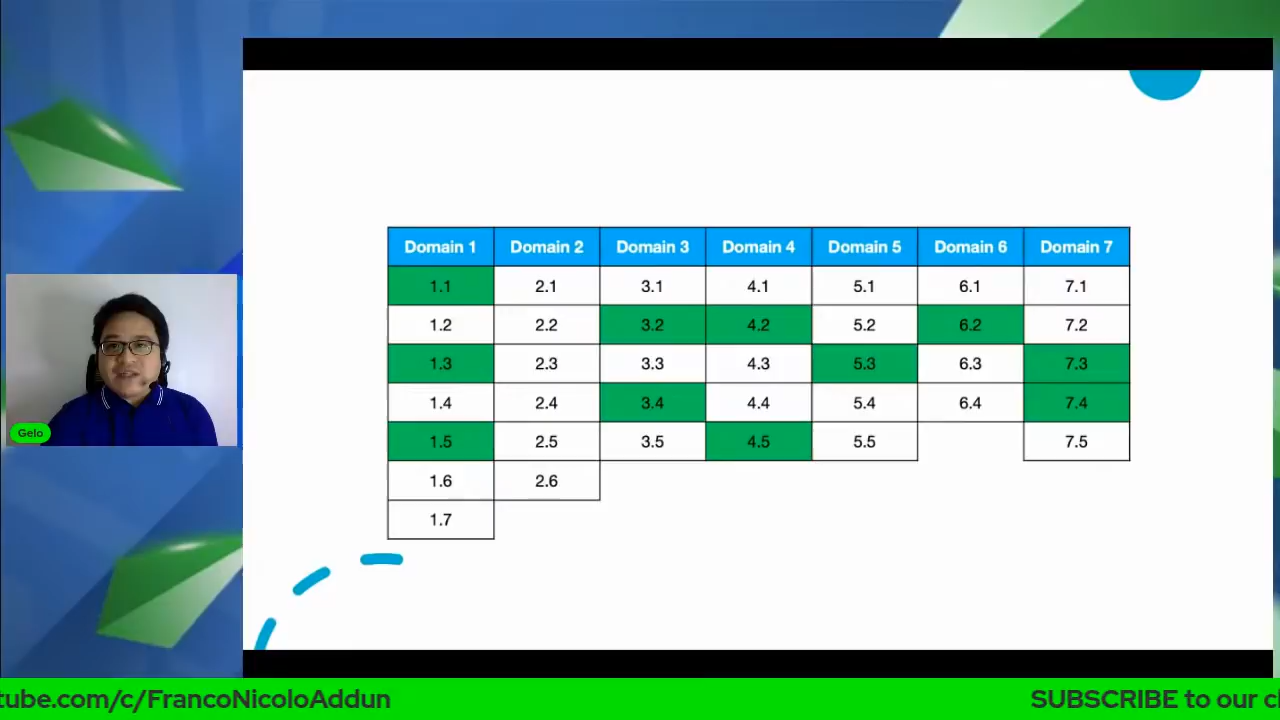 Domain 1 Domain 2 Domain 3 Domain 4 Domain 5 Domain 6 Domain 7
1.1 2.1 3.1 4.1 5.1 6.1 7.1
1.2 2.2 3.2 4.2 5.2 6.2 7.2
1.3 2.3 3.3 4.3 5.3 6.3 7.3
1.4 2.4 3.4 4.4 5.4 6.4 7.4
1.5 2.5 3.5 4.5 5.5 7.5
1.6 2.6
1.7
Gelo
tube.com/c/FrancoNicoloAddun SUBSCRIBE to our c